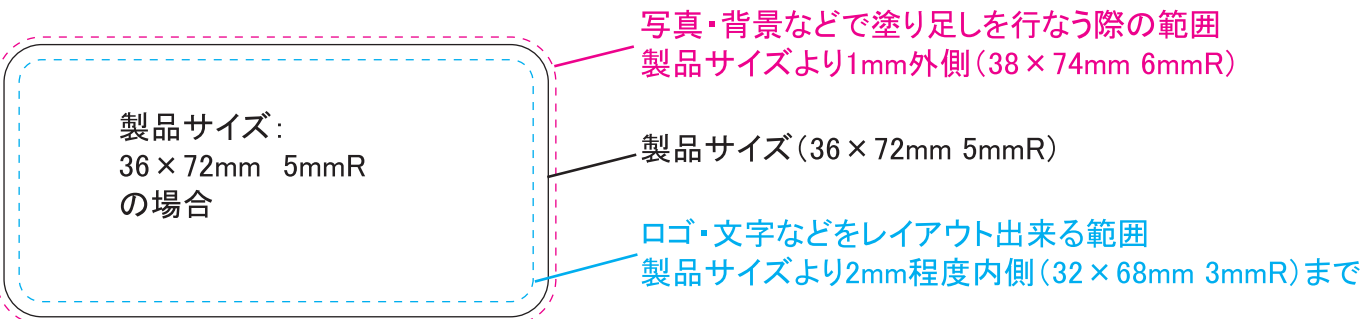 写真・背景などで塗り足しを行なう際の範囲
製品サイズより1mm外側（38×74mm 6mmR）
製品サイズ：
36×72mm　5mmR
の場合
製品サイズ（36×72mm 5mmR）
ロゴ・文字などをレイアウト出来る範囲
製品サイズより2mm程度内側（32×68mm 3mmR）まで